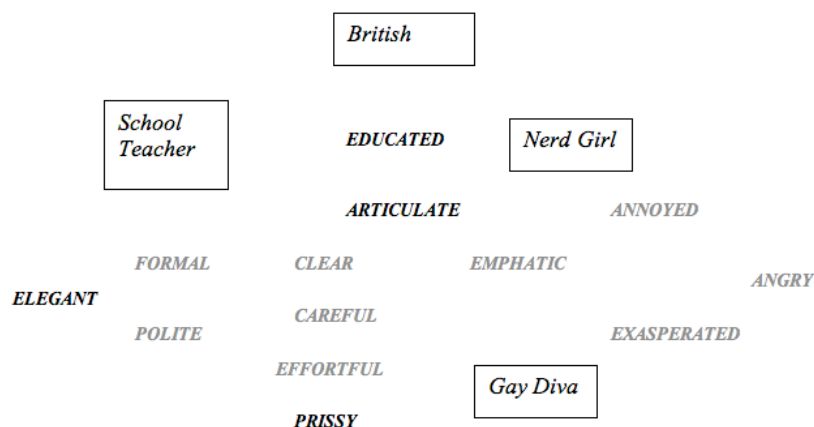 British
School
Teacher
EDUCATED
Nerd Girl
ARTICULATE
ANNOYED
FORMAL
CLEAR
EMPHATIC
ANGRY
ELEGANT
CAREFUL
POLITE
EXASPERATED
EFFORTFUL
Gay Diva
PRISSY